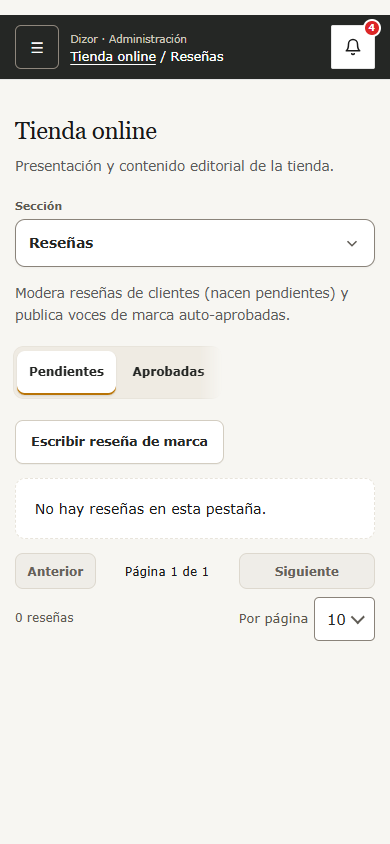 ☰
Dizor · Administración
Tienda online / Reseñas
4
Tienda online
Presentación y contenido editorial de la tienda.
Sección
Reseñas
Modera reseñas de clientes (nacen pendientes) y
publica voces de marca auto-aprobadas.
Pendientes
Aprobadas
Escribir reseña de marca
No hay reseñas en esta pestaña.
Anterior
Página 1 de 1
Siguiente
0 reseñas
Por página
10